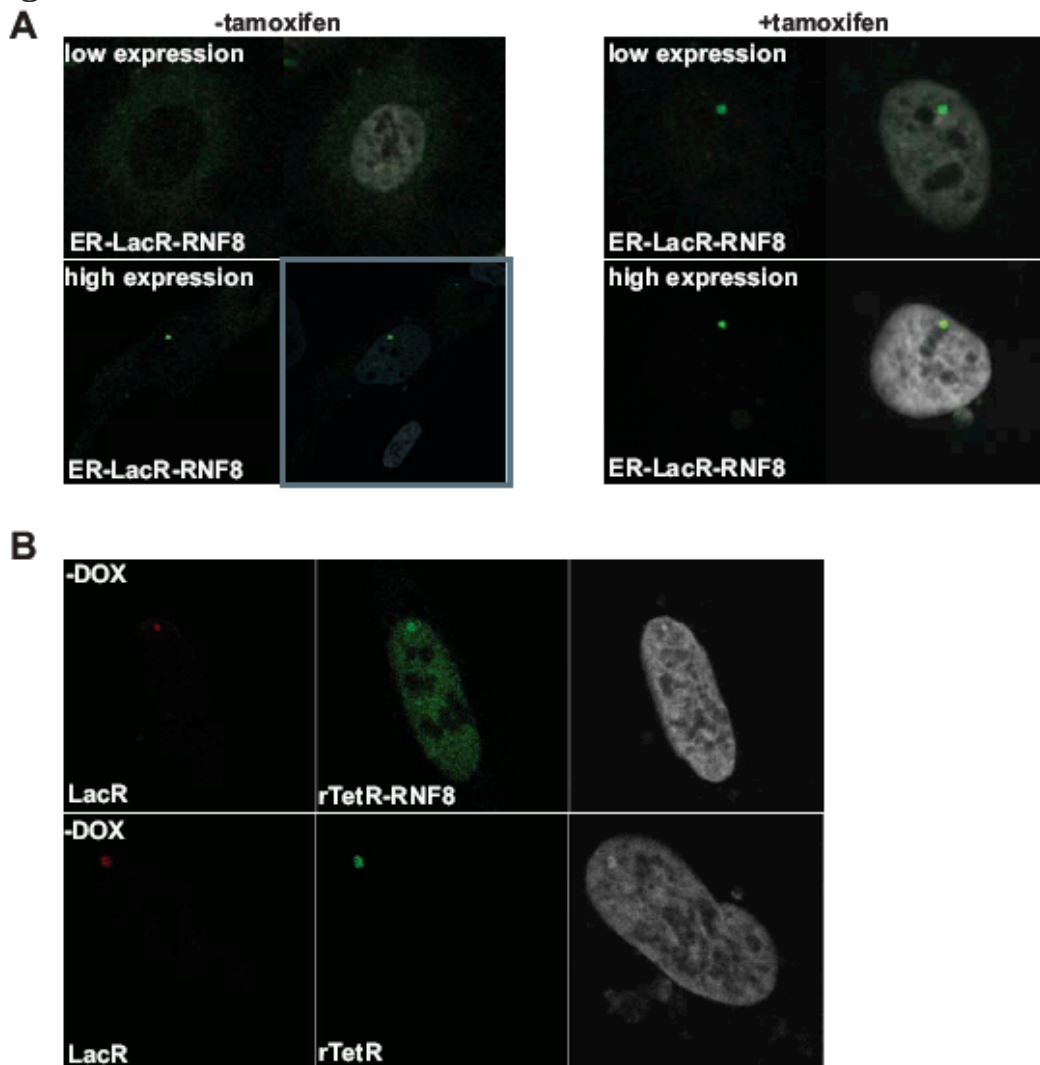 A
-tamoxifen
+tamoxifen
low expression
low expression
ER-LacR-RNF8
ER-LacR-RNF8
high expression
high expression
ER-LacR-RNF8
ER-LacR-RNF8
B
-DOX
LacR
rTetR-RNF8
-DOX
LacR
rTetR